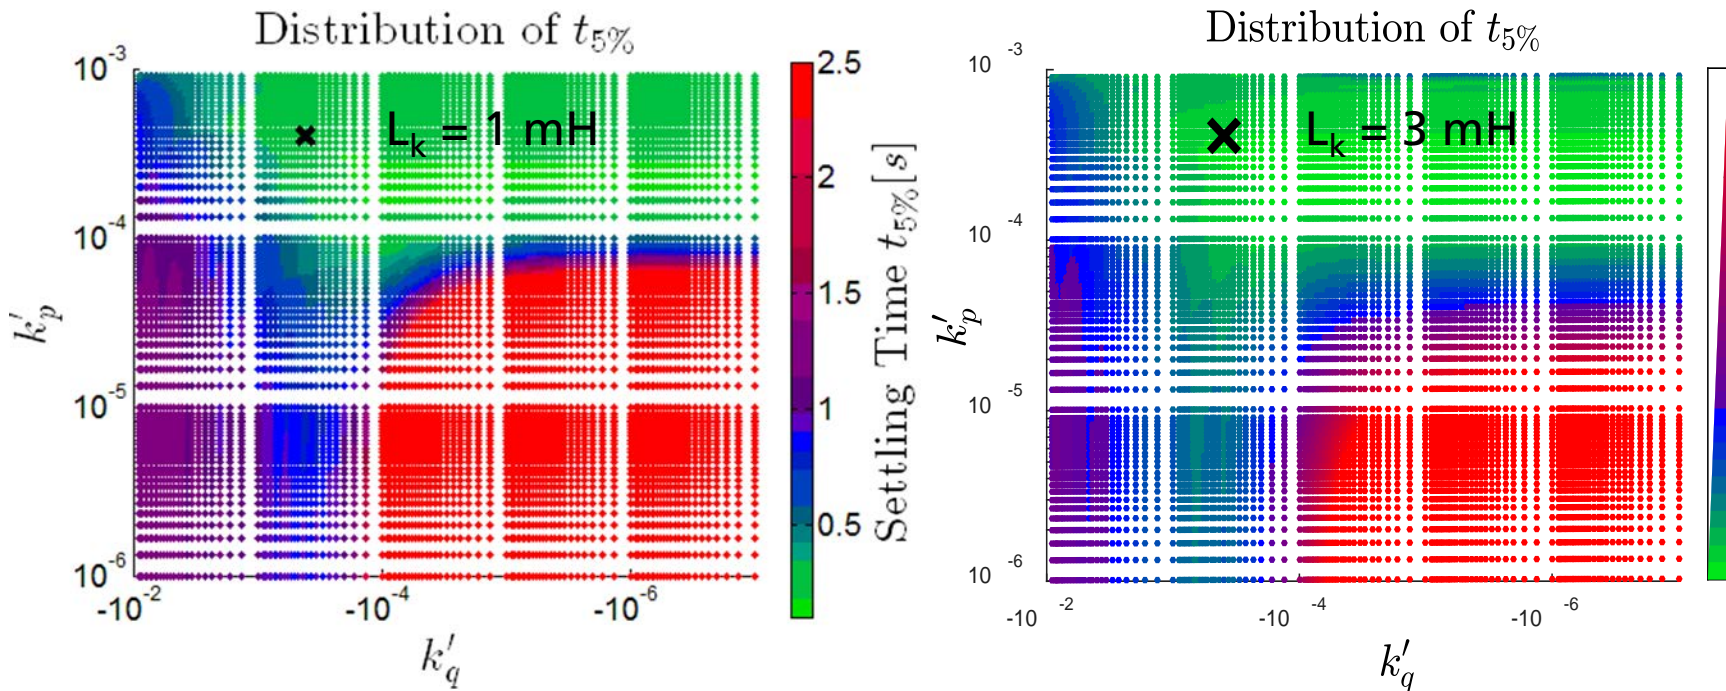 Distribution of t5%
10-3
10-4
10-5
10-6
k′p
Lk = 1 mH
-10-2
-10-4
-10-6
k′q
2.5
2
1.5
1
0.5
Settling Time t5%[s]
Distribution of t5%
10 -3
10 -4
10 -5
10 -6
k′p
Lk = 3 mH
-10 -2
-10 -4
-10 -6
k′q